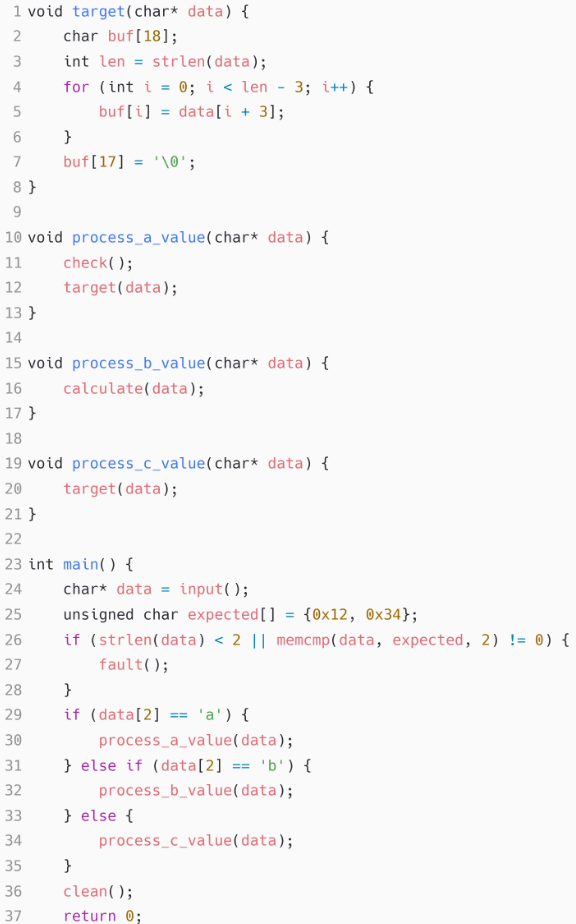 1 void target(char* data) {
2     char buf[18];
3     int len = strlen(data);
4     for (int i = 0; i < len - 3; i++) {
5         buf[i] = data[i + 3];
6     }
7     buf[17] = '\0';
8 }
9
10 void process_a_value(char* data) {
11     check();
12     target(data);
13 }
14
15 void process_b_value(char* data) {
16     calculate(data);
17 }
18
19 void process_c_value(char* data) {
20     target(data);
21 }
22
23 int main() {
24     char* data = input();
25     unsigned char expected[] = {0x12, 0x34};
26     if (strlen(data) < 2 || memcmp(data, expected, 2) != 0) {
27         fault();
28     }
29     if (data[2] == 'a') {
30         process_a_value(data);
31     } else if (data[2] == 'b') {
32         process_b_value(data);
33     } else {
34         process_c_value(data);
35     }
36     clean();
37     return 0;